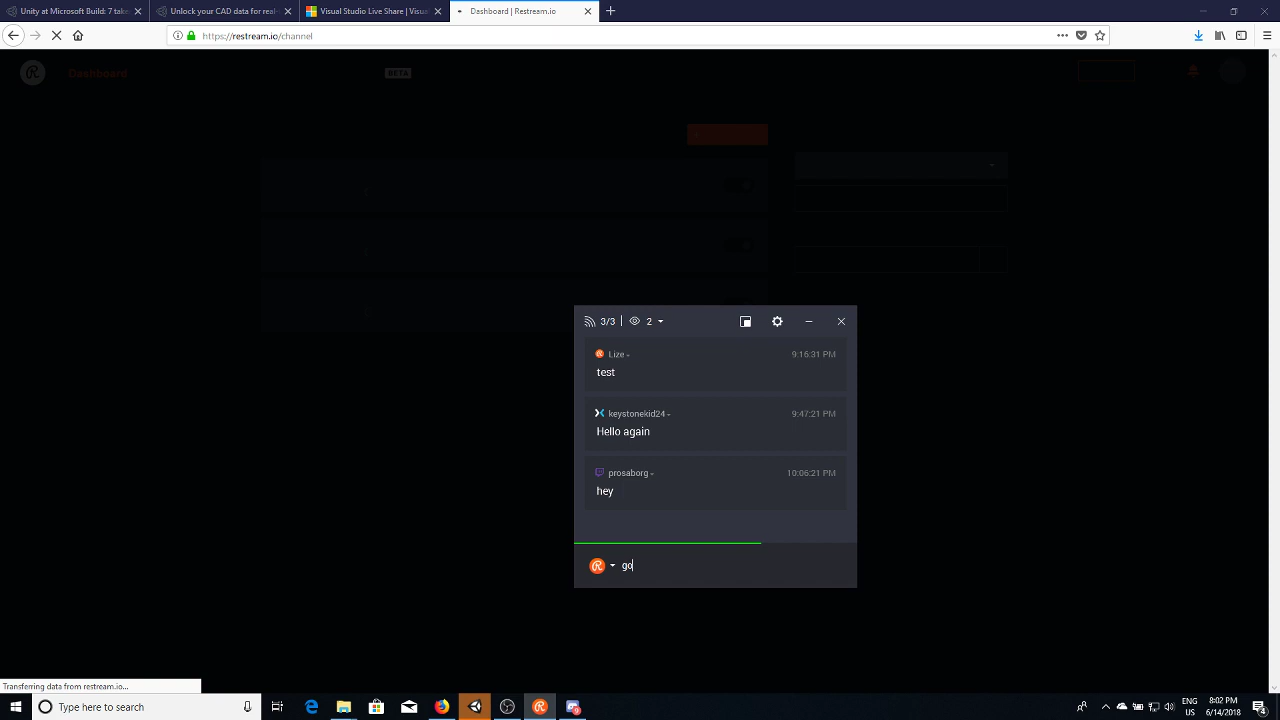 Unity at Microsoft Build: 7 take
Unlock your CAD data for real-
Visual Studio Live Share | Visua
Dashboard | Restream.io
https://restream.io/channel
Dashboard
BETA
3/3
2
Lize
9:16:31 PM
test
keystonekid24
9:47:21 PM
Hello again
prosaborg
10:06:21 PM
hey
go
Transferring data from restream.io...
Type here to search
ENG
US
8:02 PM
6/14/2018